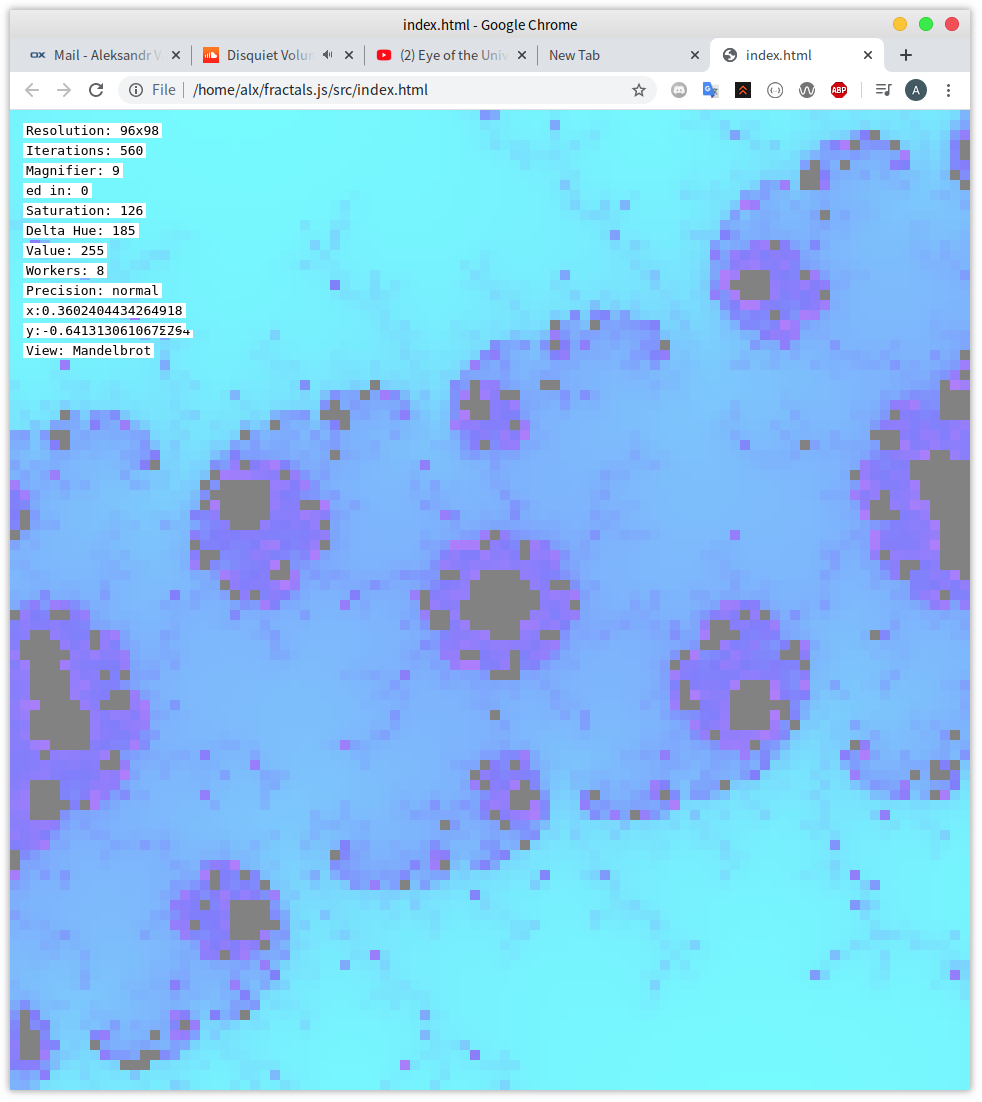 index.html - Google Chrome
OX Mail - Aleksandr V
Disquiet Volun
(2) Eye of the Univ
New Tab
index.html
File /home/alx/fractals.js/src/index.html
ABP
A
Resolution: 96x98
Iterations: 560
Magnifier: 9
ed in: 0
Saturation: 126
Delta Hue: 185
Value: 255
Workers: 8
Precision: normal
x:0.3602404434264918
View: Mandelbrot